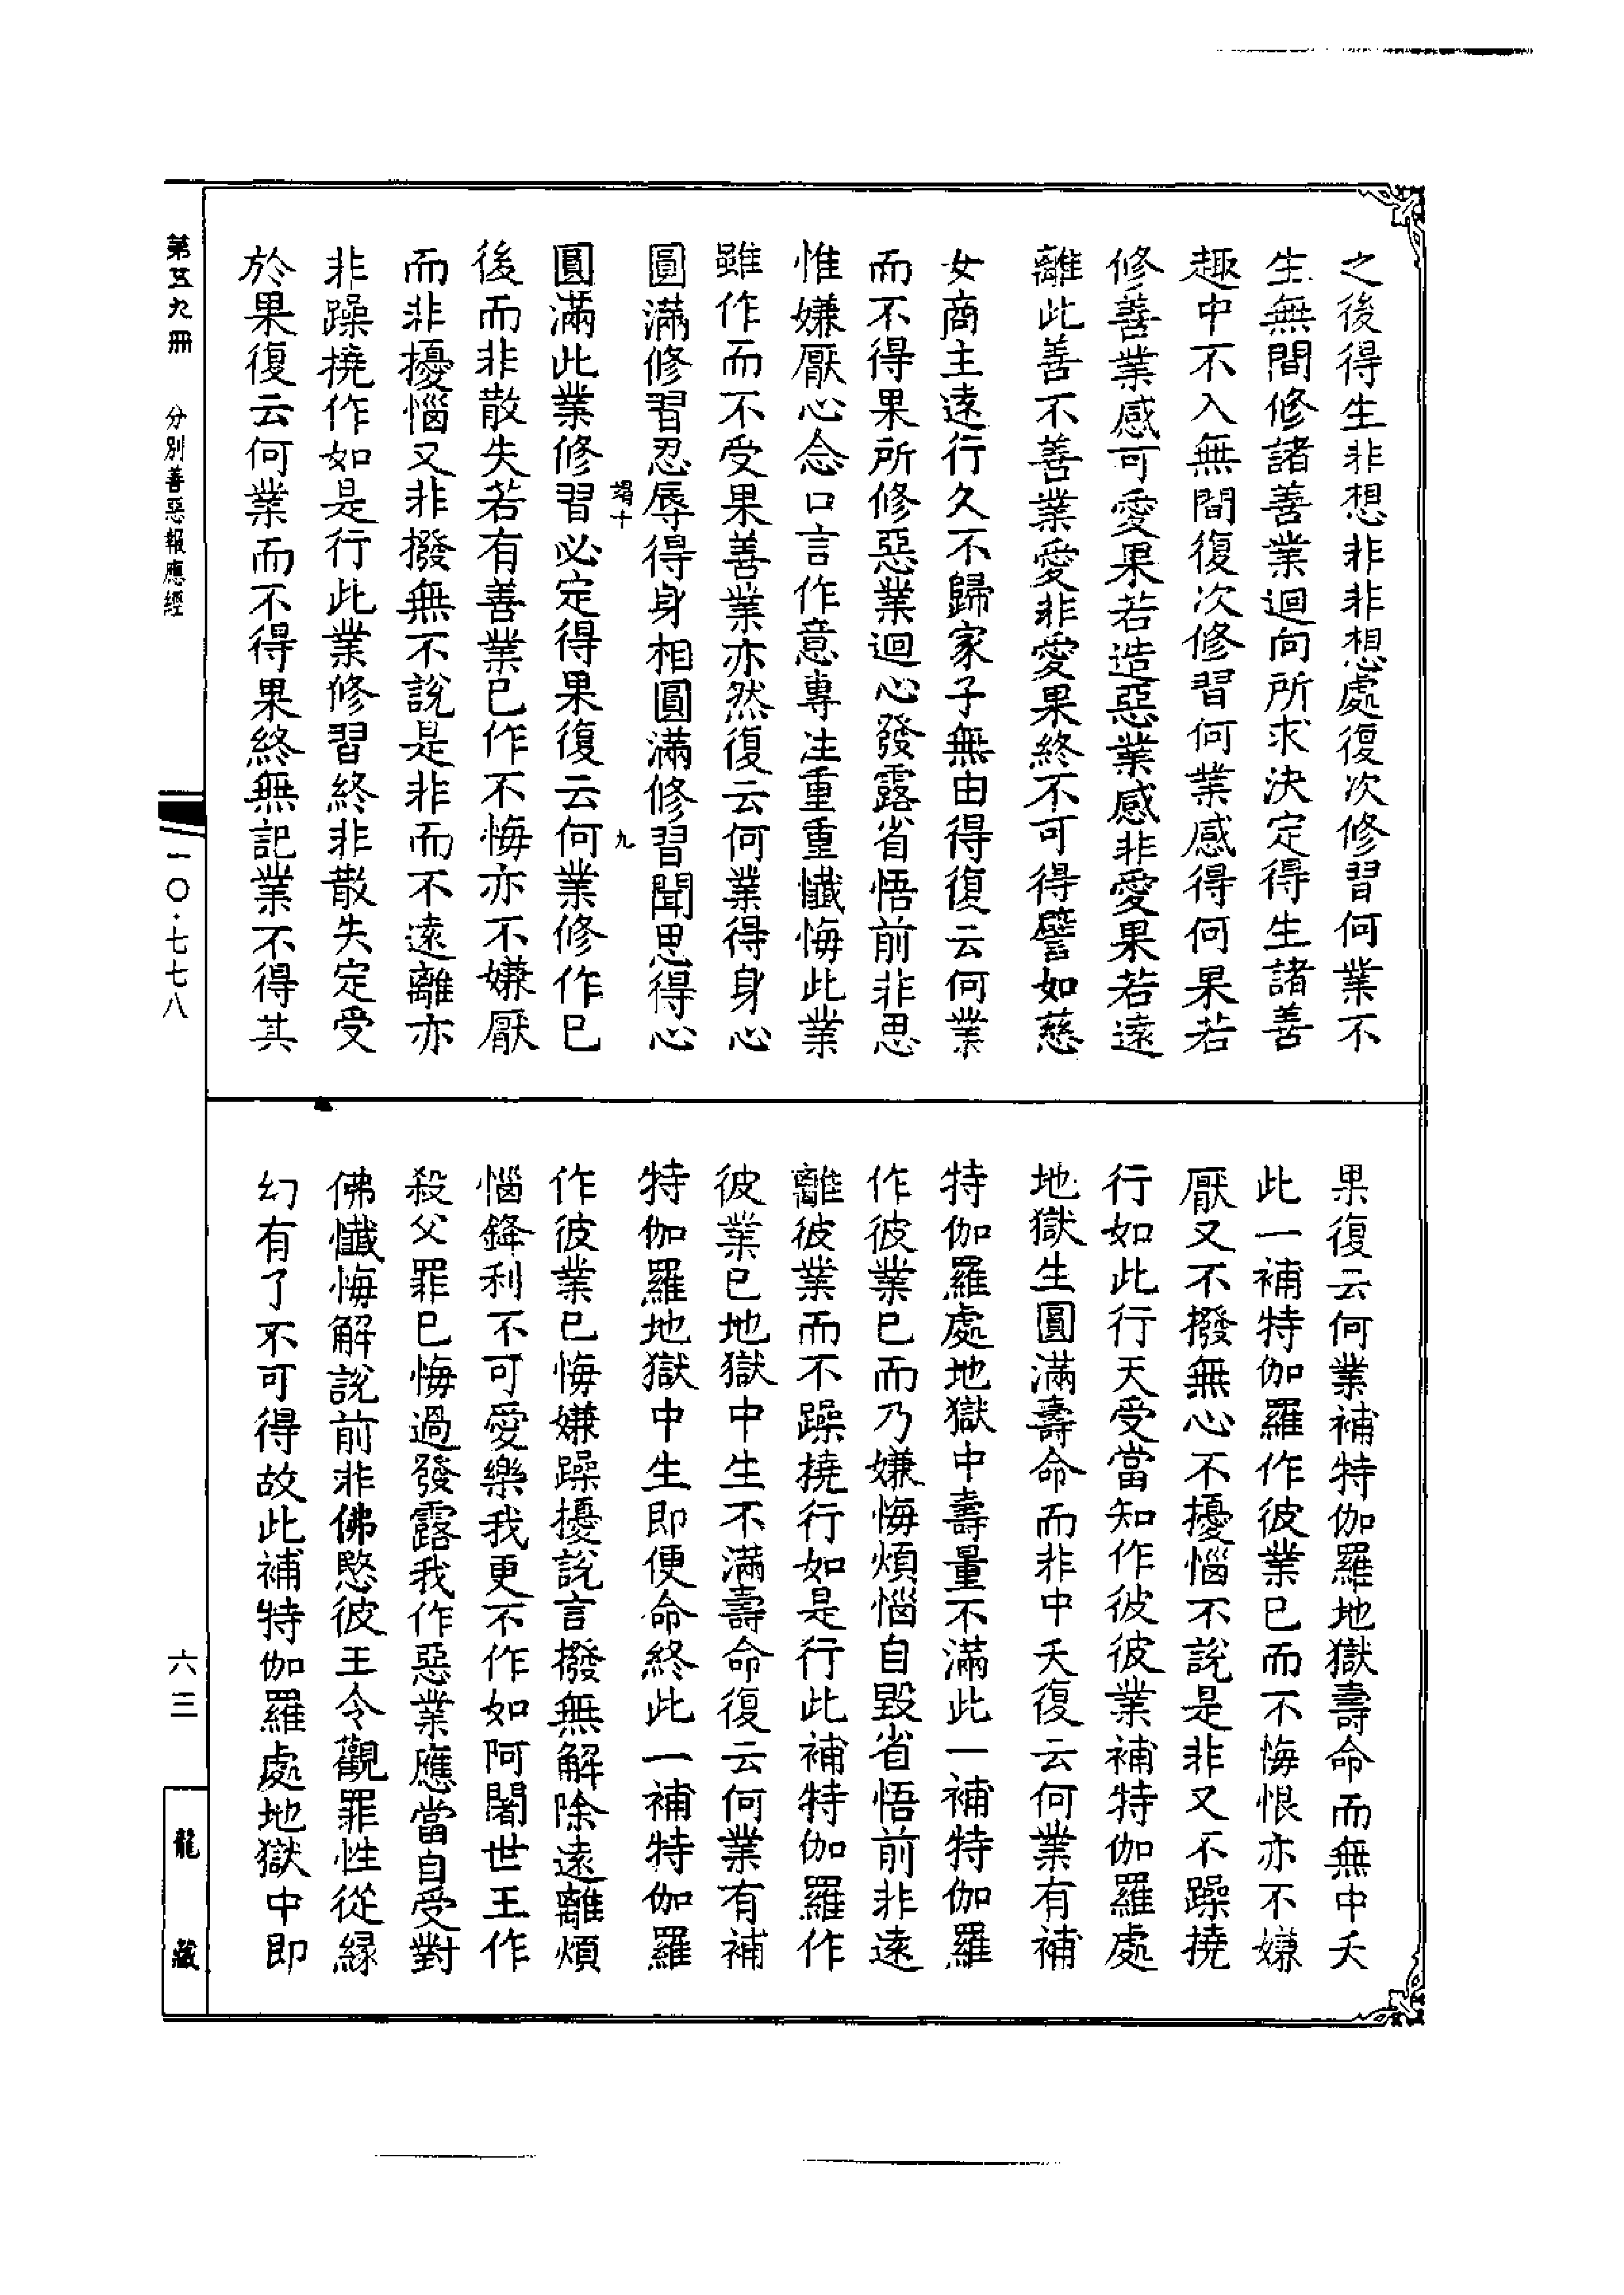 之後得生非想非非想處復次修習何業不
生無間修諸善業迴向所求決定得生諸善
趣中不入無間復次修習何業感得何果若
修善業感可愛果若造惡業感非愛果若遠
離此善不善業愛非愛果終不可得譬如慈
女商主遠行久不歸家子無由得復云何業
而不得果所修惡業迴心發露省悟前非思
惟嫌厭心念口言作意專注重重懺悔此業
雖作而不受果善業亦然復云何業得身心
圓滿修習忍辱得身相圓滿修習聞思得心
竭十
九
圓滿此業修習必定得果復云何業修作已
後而非散失若有善業已作不悔亦不嫌厭
而非擾惱又非撥無不說是非而不遠離亦
非躁撓作如是行此業修習終非散失定受
於果復云何業而不得果終無記業不得其
果復云何業補特伽羅地獄壽命而無中夭
此一補特伽羅作彼業已而不悔恨亦不嫌
厭又不撥無心不擾惱不說是非又不躁撓
行如此行天受當知作彼彼業補特伽羅處
地獄生圓滿壽命而非中夭復云何業有補
特伽羅處地獄中壽量不滿此一補特伽羅
作彼業已而乃嫌悔煩惱自毀省悟前非遠
離彼業而不躁撓行如是行此補特伽羅作
彼業已地獄中生不滿壽命復云何業有補
特伽羅地獄中生即便命終此一補特伽羅
作彼業已悔嫌躁擾說言撥無解除遠離煩
惱鋒利不可愛樂我更不作如阿闍世王作
殺父罪已悔過發露我作惡業應當自受對
佛懺悔解說前非佛愍彼王令觀罪性從緣
幻有了不可得故此補特伽羅處地獄中即
第五九冊 分別善惡報應經
一〇·七七八
六三
龍藏